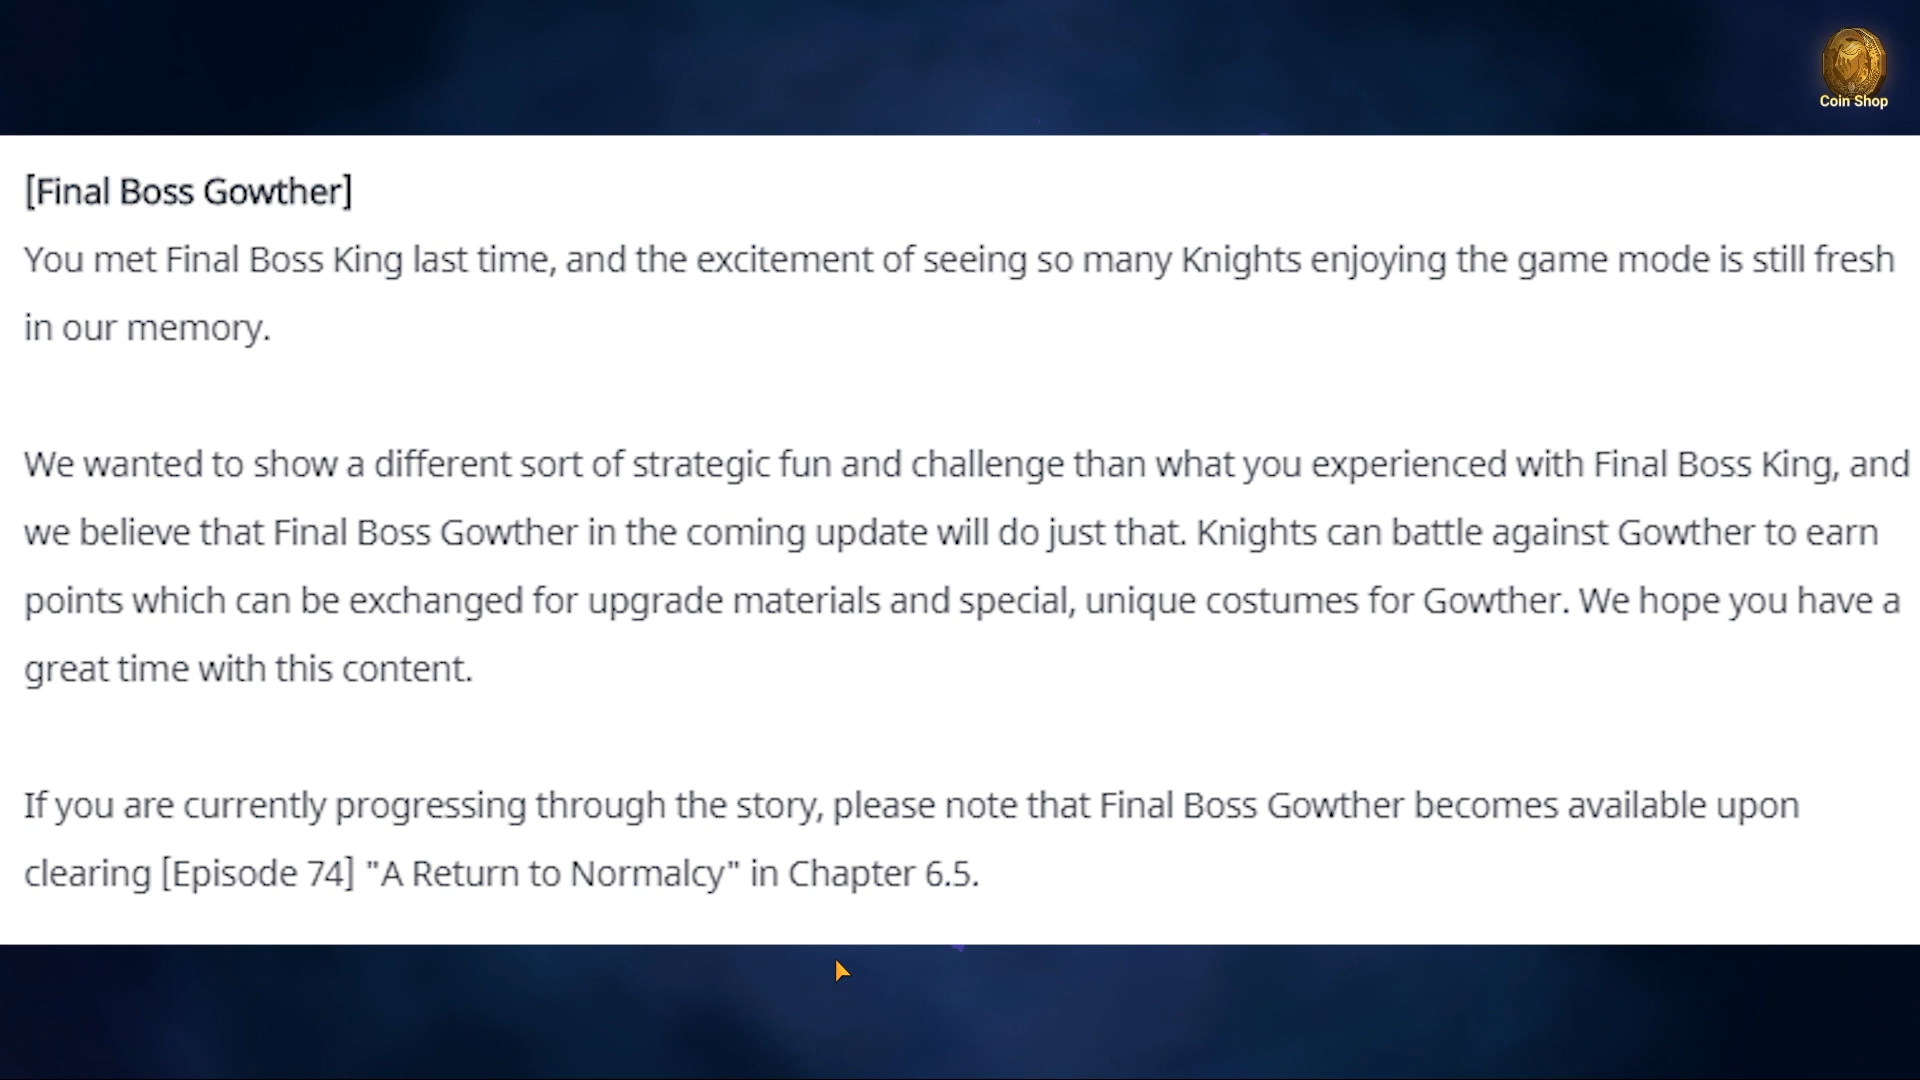 Coin Shop
[Final Boss Gowther]
You met Final Boss King last time, and the excitement of seeing so many Knights enjoying the game mode is still fresh
in our memory.
We wanted to show a different sort of strategic fun and challenge than what you experienced with Final Boss King, and
we believe that Final Boss Gowther in the coming update will do just that. Knights can battle against Gowther to earn
points which can be exchanged for upgrade materials and special, unique costumes for Gowther. We hope you have a
great time with this content.
If you are currently progressing through the story, please note that Final Boss Gowther becomes available upon
clearing [Episode 74] "A Return to Normalcy" in Chapter 6.5.